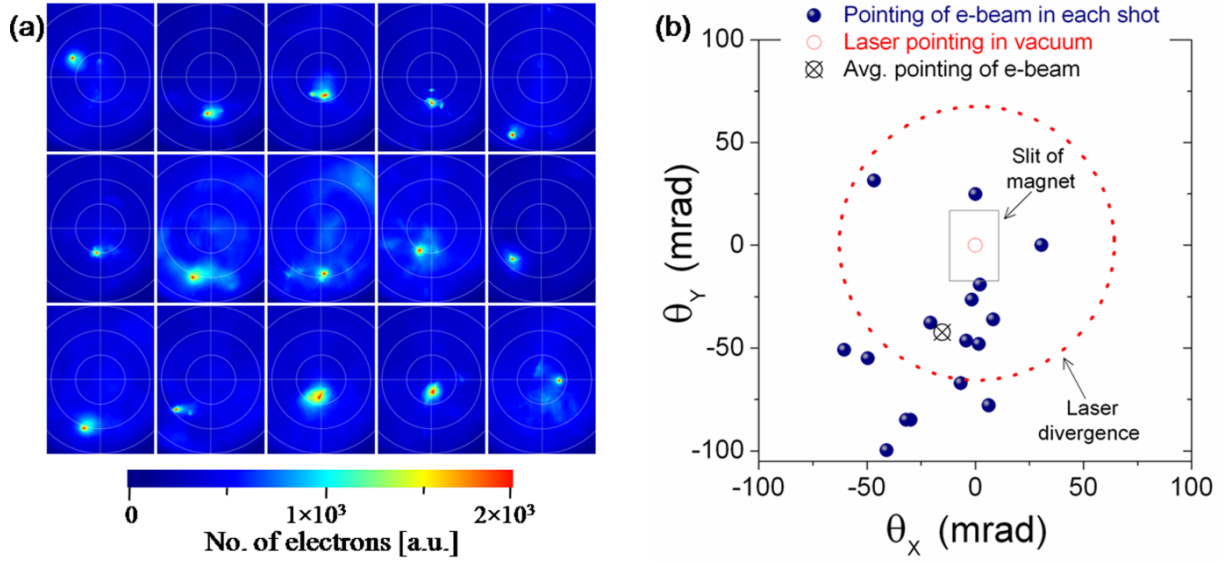 (a)
0
1×10³
2×10³
No. of electrons [a.u.]
(b)
Pointing of e-beam in each shot
Laser pointing in vacuum
Avg. pointing of e-beam
100
50
0
-50
-100
θY (mrad)
Slit of
magnet
Laser
divergence
-100
-50
0
50
100
θX (mrad)